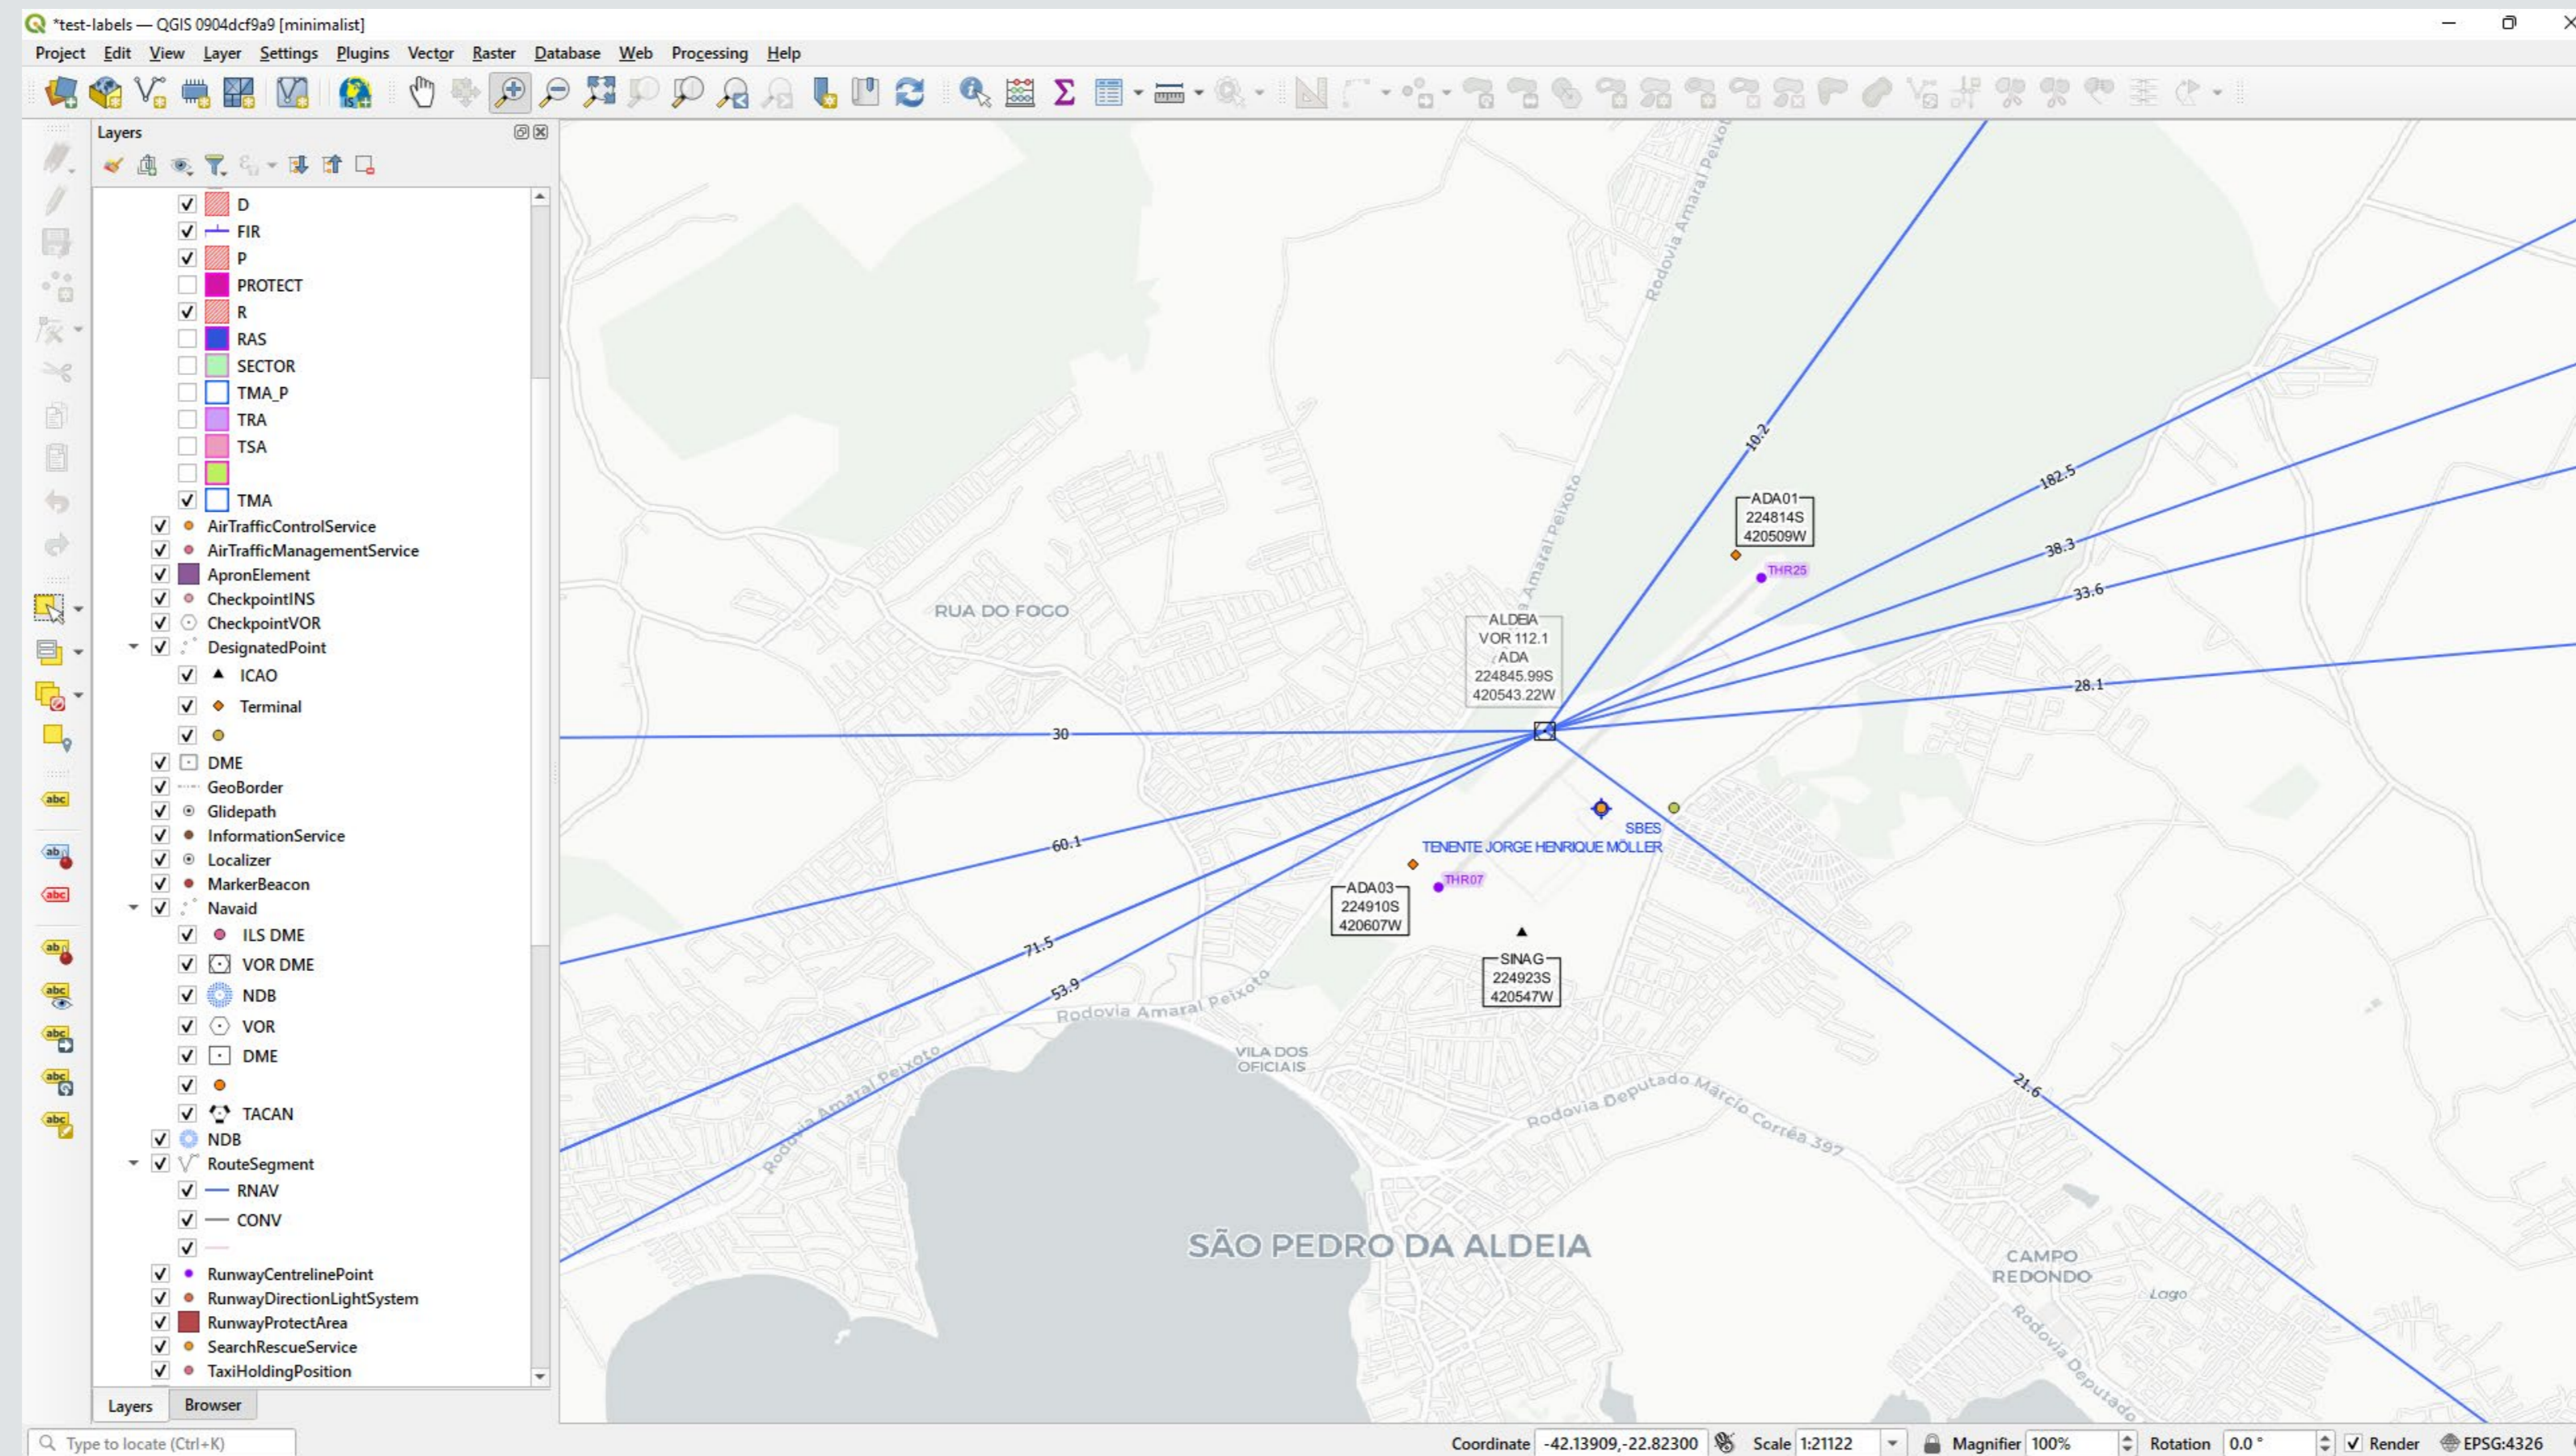 *test-labels — QGIS 0904dcf9a9 [minimalist]
Project Edit View Layer Settings Plugins Vector Raster Database Web Processing Help
Layers
D
FIR
P
PROTECT
R
RAS
SECTOR
TMA_P
TRA
TSA
TMA
AirTrafficControlService
AirTrafficManagementService
ApronElement
CheckpointINS
CheckpointVOR
DesignatedPoint
ICAO
Terminal
DME
GeoBorder
Glidepath
InformationService
Localizer
MarkerBeacon
Navaid
ILS DME
VOR DME
NDB
VOR
DME
TACAN
NDB
RouteSegment
RNAV
CONV
RunwayCentrelinePoint
RunwayDirectionLightSystem
RunwayProtectArea
SearchRescueService
TaxiHoldingPosition
Layers Browser
Rodovia Amaral Peixoto
10.2
182.5
ADA01
224814S
420509W
THR25
38.3
33.6
Amaral Peixoto
RUA DO FOGO
ALDEIA
VOR 112.1
ADA
224845.99S
420543.22W
28.1
30
60.1
SBES
TENENTE JORGE HENRIQUE MÖLLER
ADA03
224910S
420607W
THR07
71.5
53.9
SINAG
224923S
420547W
Rodovia Amaral Peixoto
VILA DOS
OFICIAIS
Rodovia Amaral Peixoto
Rodovia Deputado Márcio Corrêa 397
21.6
SÃO PEDRO DA ALDEIA
CAMPO
REDONDO
Lago
Rodovia Deputado
Type to locate (Ctrl+K)
Coordinate -42.13909,-22.82300 Scale 1:21122 Magnifier 100% Rotation 0.0 ° Render EPSG:4326